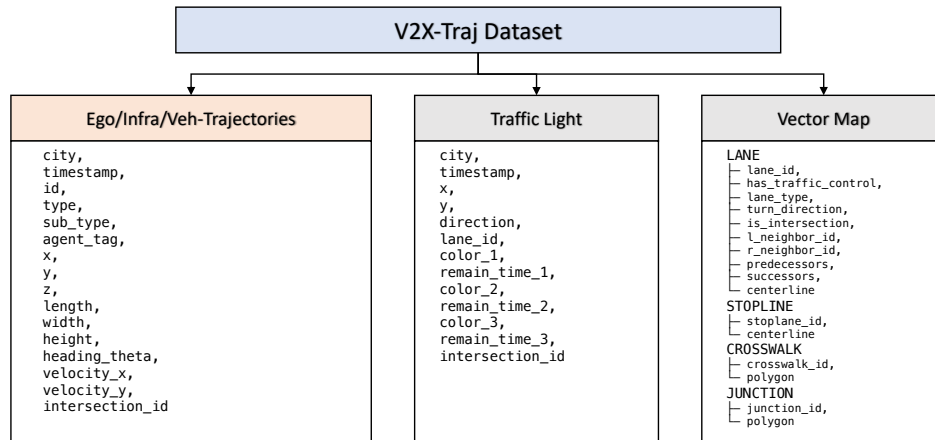 V2X-Traj Dataset
Ego/Infra/Veh-Trajectories
city,
timestamp,
id,
type,
sub_type,
agent_tag,
x,
y,
z,
length,
width,
height,
heading_theta,
velocity_x,
velocity_y,
intersection_id
Traffic Light
city,
timestamp,
x,
y,
direction,
lane_id,
color_1,
remain_time_1,
color_2,
remain_time_2,
color_3,
remain_time_3,
intersection_id
Vector Map
LANE
├─ lane_id,
├─ has_traffic_control,
├─ lane_type,
├─ turn_direction,
├─ is_intersection,
├─ l_neighbor_id,
├─ r_neighbor_id,
├─ predecessors,
├─ successors,
└─ centerline
STOPLINE
├─ stoplane_id,
└─ centerline
CROSSWALK
├─ crosswalk_id,
└─ polygon
JUNCTION
├─ junction_id,
└─ polygon